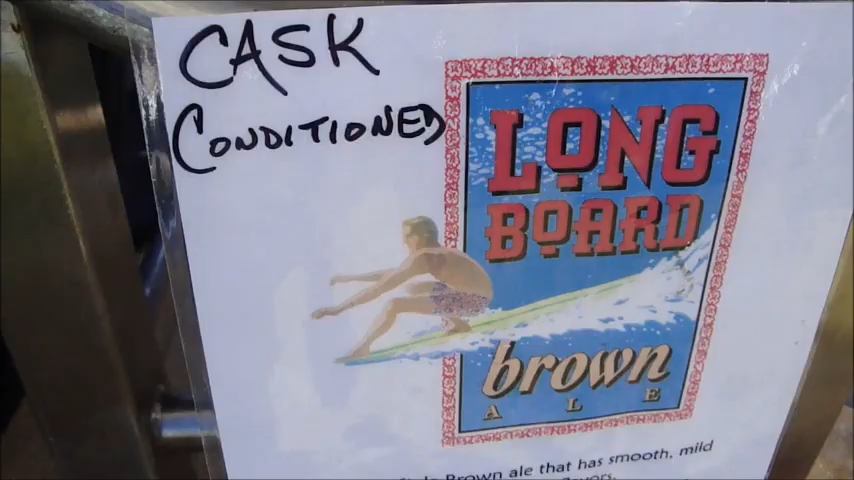 CASK
CONDITIONED
LONG
BOARD
brown
ALE
Brown ale that has smooth, mild